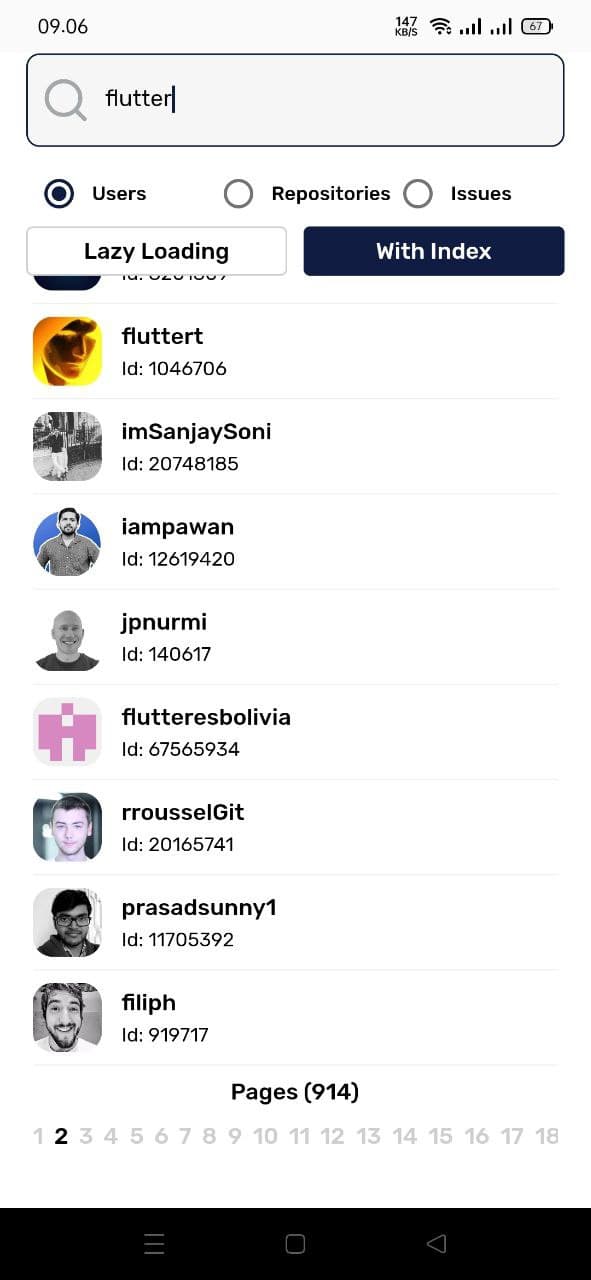 09.06
147
KB/S
67
flutter
Users
Repositories
Issues
Lazy Loading
With Index
fluttert
Id: 1046706
imSanjaySoni
Id: 20748185
iampawan
Id: 12619420
jpnurmi
Id: 140617
flutteresbolivia
Id: 67565934
rrousselGit
Id: 20165741
prasadsunny1
Id: 11705392
filiph
Id: 919717
Pages (914)
1 2 3 4 5 6 7 8 9 10 11 12 13 14 15 16 17 18